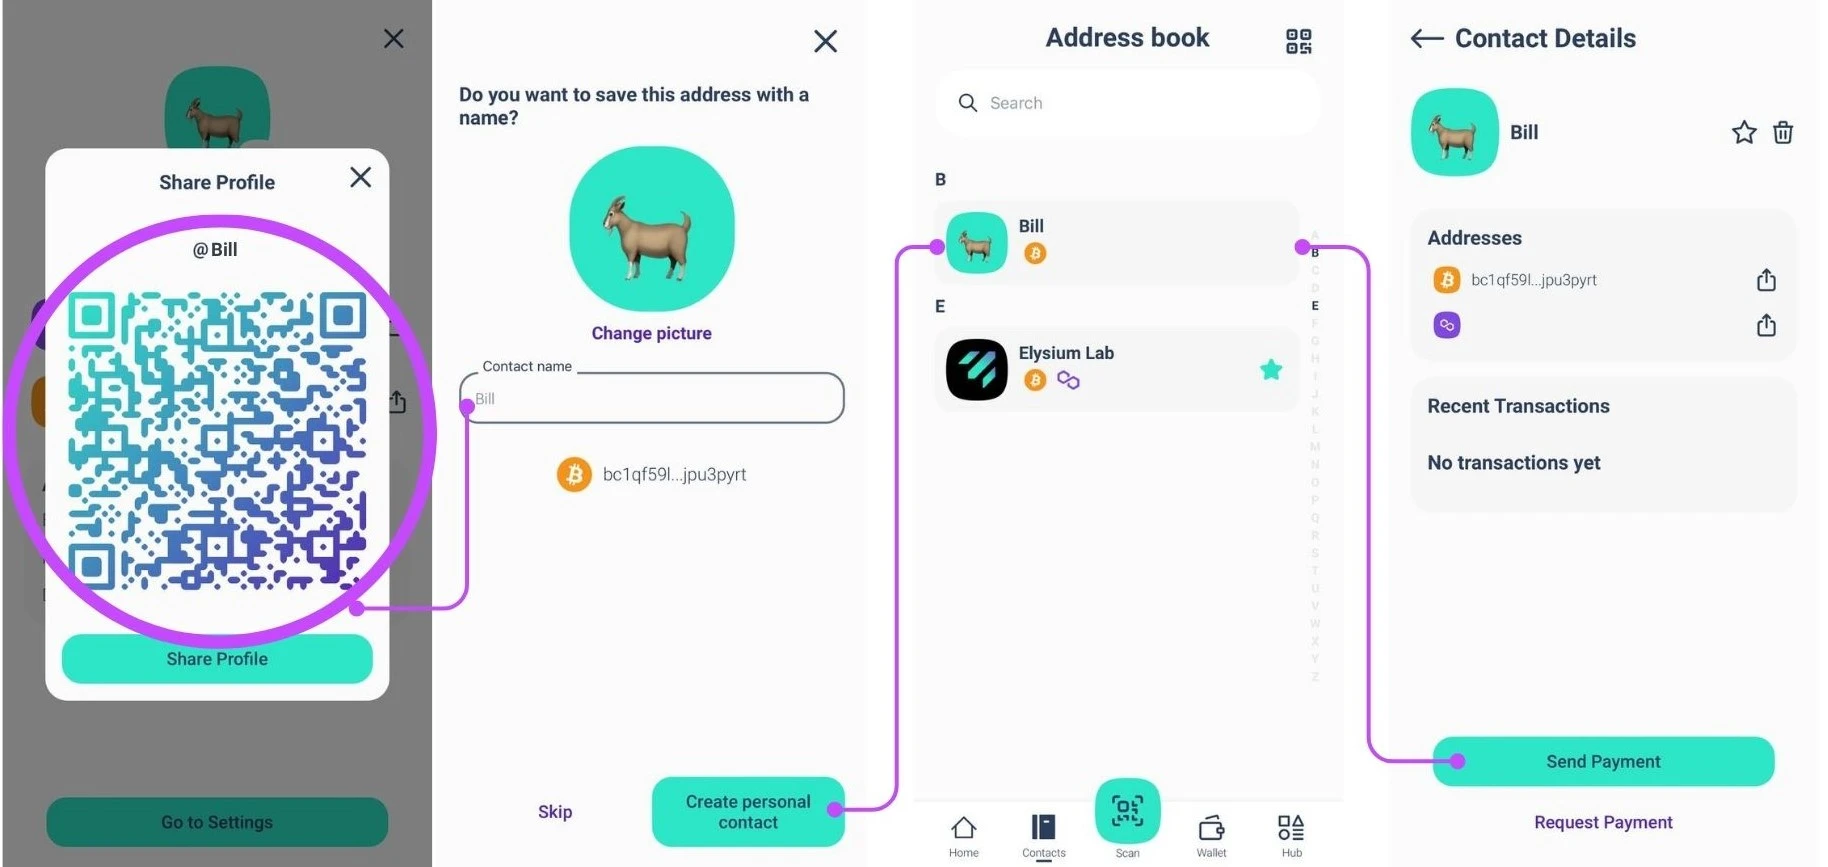 Share Profile
@Bill
Share Profile
Go to Settings
Do you want to save this address with a
name?
Change picture
Contact name
Bill
bc1qf59l...jpu3pyrt
Skip
Create personal
contact
Address book
Search
B
Bill
E
Elysium Lab
A
B
C
D
E
F
G
H
I
J
K
L
M
N
O
P
Q
R
S
T
U
V
W
X
Y
Z
Home
Contacts
Scan
Wallet
Hub
Contact Details
Bill
Addresses
bc1qf59l...jpu3pyrt
Recent Transactions
No transactions yet
Send Payment
Request Payment